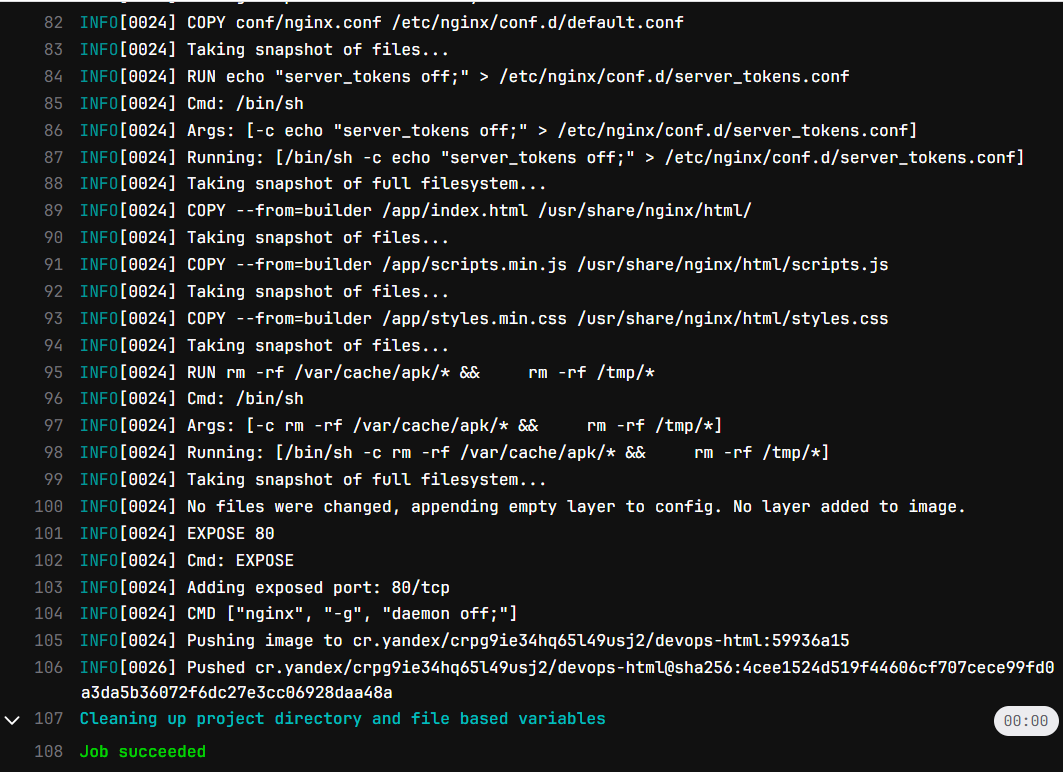 82 INFO[0024] COPY conf/nginx.conf /etc/nginx/conf.d/default.conf
83 INFO[0024] Taking snapshot of files...
84 INFO[0024] RUN echo "server_tokens off;" > /etc/nginx/conf.d/server_tokens.conf
85 INFO[0024] Cmd: /bin/sh
86 INFO[0024] Args: [-c echo "server_tokens off;" > /etc/nginx/conf.d/server_tokens.conf]
87 INFO[0024] Running: [/bin/sh -c echo "server_tokens off;" > /etc/nginx/conf.d/server_tokens.conf]
88 INFO[0024] Taking snapshot of full filesystem...
89 INFO[0024] COPY --from=builder /app/index.html /usr/share/nginx/html/
90 INFO[0024] Taking snapshot of files...
91 INFO[0024] COPY --from=builder /app/scripts.min.js /usr/share/nginx/html/scripts.js
92 INFO[0024] Taking snapshot of files...
93 INFO[0024] COPY --from=builder /app/styles.min.css /usr/share/nginx/html/styles.css
94 INFO[0024] Taking snapshot of files...
95 INFO[0024] RUN rm -rf /var/cache/apk/* &&     rm -rf /tmp/*
96 INFO[0024] Cmd: /bin/sh
97 INFO[0024] Args: [-c rm -rf /var/cache/apk/* &&     rm -rf /tmp/*]
98 INFO[0024] Running: [/bin/sh -c rm -rf /var/cache/apk/* &&     rm -rf /tmp/*]
99 INFO[0024] Taking snapshot of full filesystem...
100 INFO[0024] No files were changed, appending empty layer to config. No layer added to image.
101 INFO[0024] EXPOSE 80
102 INFO[0024] Cmd: EXPOSE
103 INFO[0024] Adding exposed port: 80/tcp
104 INFO[0024] CMD ["nginx", "-g", "daemon off;"]
105 INFO[0024] Pushing image to cr.yandex/crpg9ie34hq65l49usj2/devops-html:59936a15
106 INFO[0026] Pushed cr.yandex/crpg9ie34hq65l49usj2/devops-html@sha256:4cee1524d519f44606cf707cece99fd0
a3da5b36072f6dc27e3cc06928daa48a
107 Cleaning up project directory and file based variables 00:00
108 Job succeeded